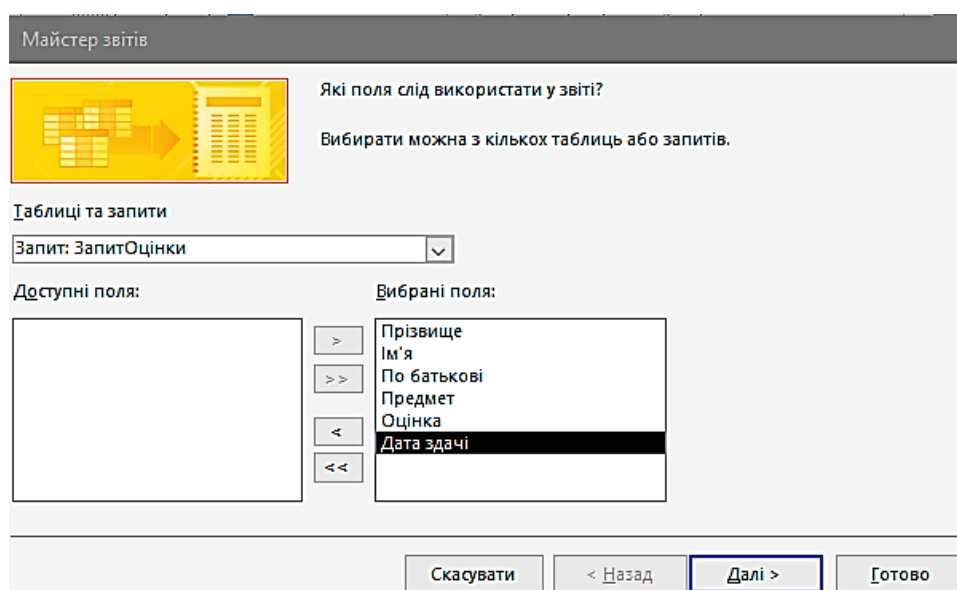 Майстер звітів
Які поля слід використати у звіті?
Вибирати можна з кількох таблиць або запитів.
Таблиці та запити
Запит: ЗапитОцінки
Доступні поля:
Вибрані поля:
Прізвище
Ім'я
По батькові
Предмет
Оцінка
Дата здачі
>
>>
<
<<
Скасувати
< Назад
Далі >
Готово